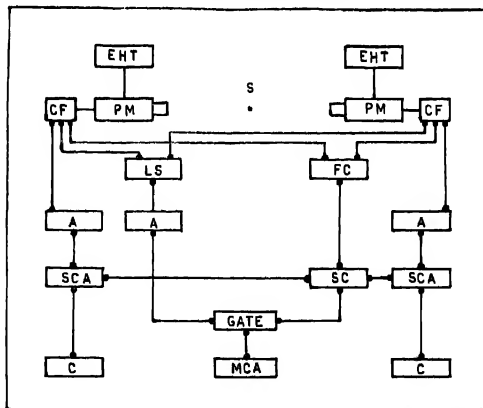 EHT EHT
S
CF PM PM CF
LS FC
A A A
SCA SC SCA
GATE
C MCA C